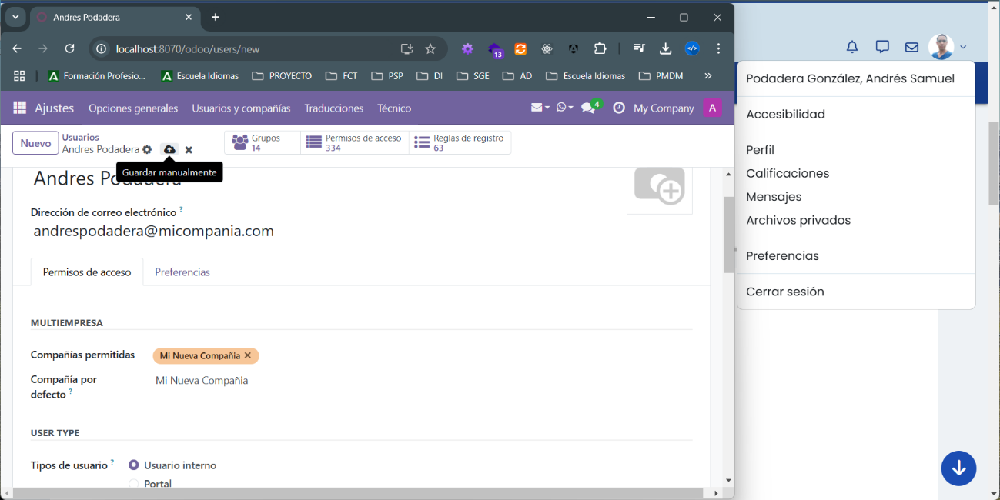 Andres Podadera
localhost:8070/odoo/users/new
13
Formación Profesio...
Escuela Idiomas
PROYECTO
FCT
PSP
DI
SGE
AD
Escuela Idiomas
PMDM
Ajustes
Opciones generales
Usuarios y compañías
Traducciones
Técnico
4
My Company
A
Nuevo
Usuarios
Andres Podadera
Grupos
14
Permisos de acceso
334
Reglas de registro
63
Guardar manualmente
Andres Podadera
Dirección de correo electrónico ?
andrespodadera@micompania.com
Permisos de acceso
Preferencias
MULTIEMPRESA
Compañías permitidas
Mi Nueva Compañia
Compañía por
defecto ?
Mi Nueva Compañia
USER TYPE
Tipos de usuario ?
Usuario interno
Portal
Podadera González, Andrés Samuel
Accesibilidad
Perfil
Calificaciones
Mensajes
Archivos privados
Preferencias
Cerrar sesión